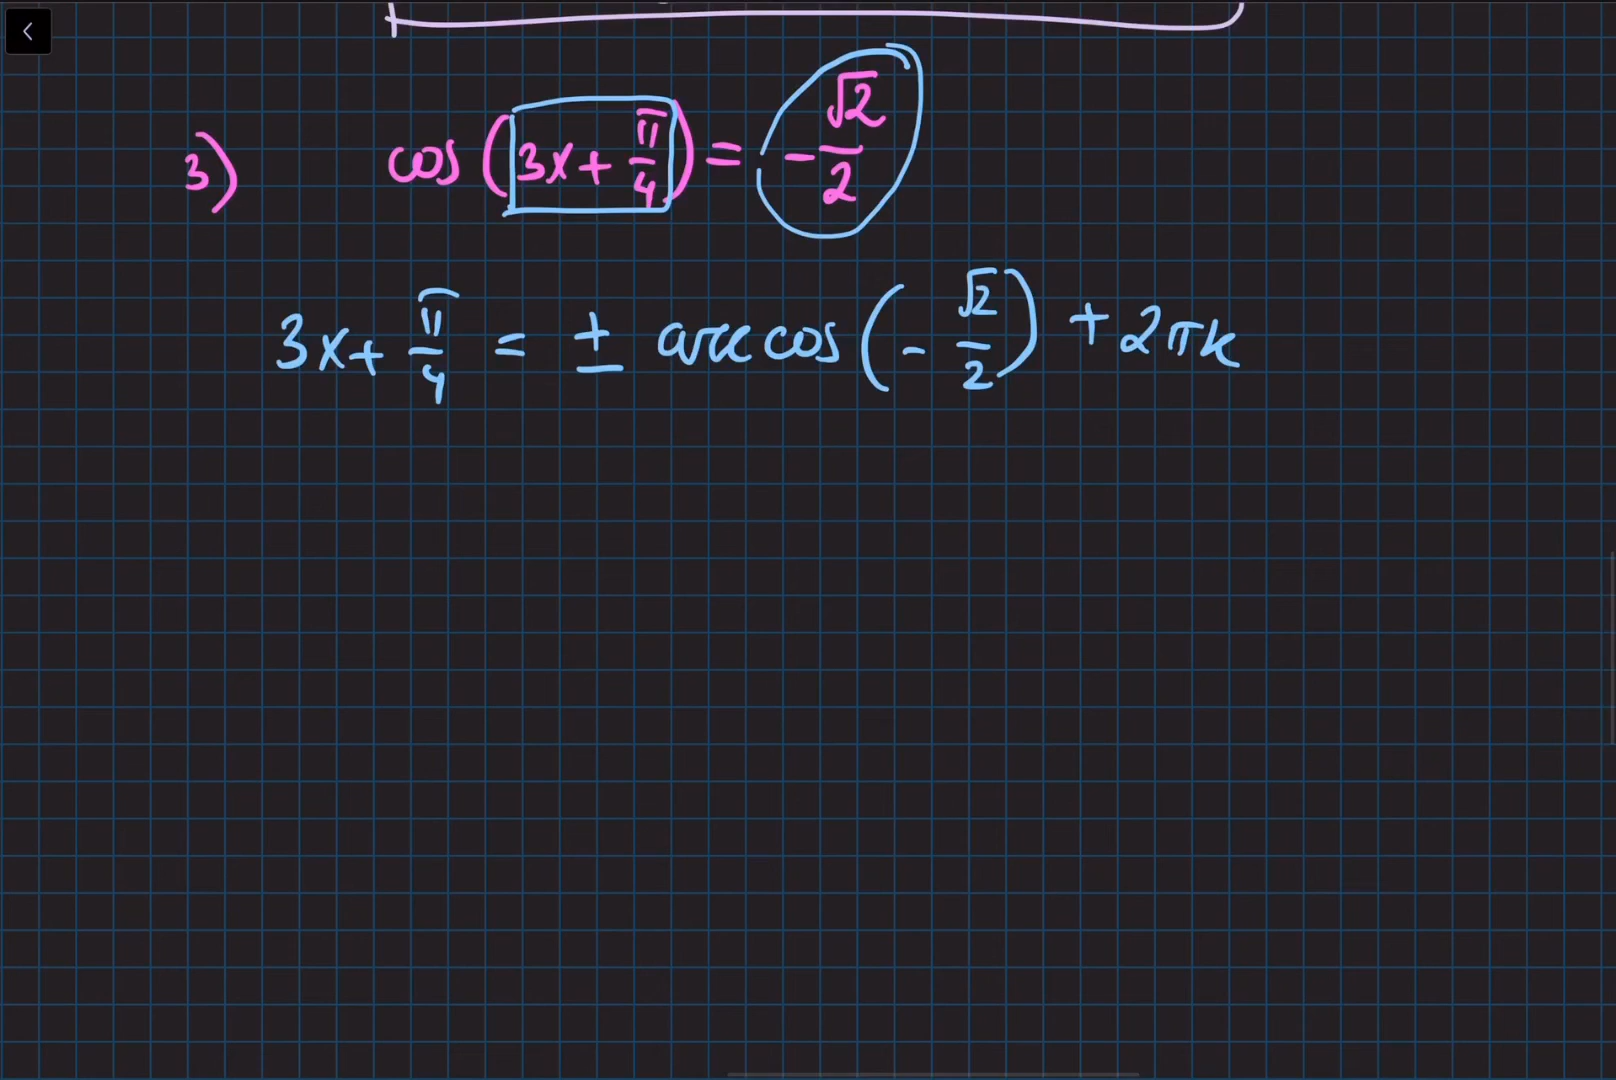 3) cos(3x + π/4) = -√2/2
3x + π/4 = ± arccos(-√2/2) + 2πk